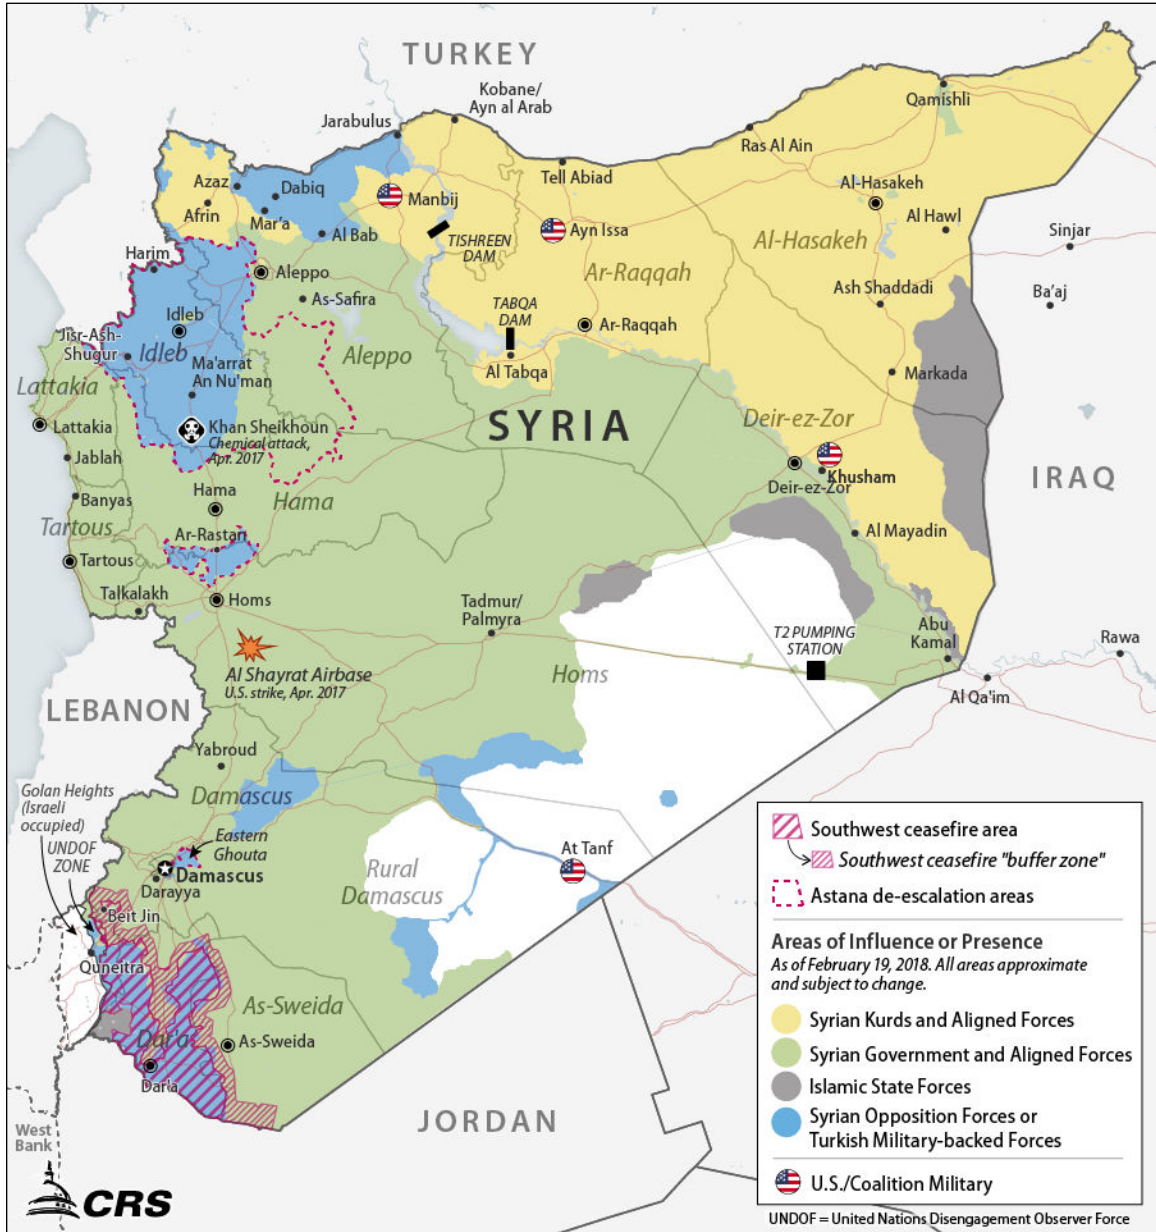 TURKEY
Kobane/
Ayn al Arab
Jarabulus
Qamishli
Ras Al Ain
Tell Abiad
Azaz
Dabiq
Manbij
Al-Hasakeh
Afrin
Mar'a
Al Bab
TISHREEN
DAM
Ayn Issa
Al-Hasakeh
Al Hawl
Sinjar
Harim
Aleppo
Ar-Raqqah
As-Safira
TABQA
DAM
Ash Shaddadi
Ba'aj
Idleb
Ar-Raqqah
Jisr-Ash-
Shugur
Idleb
Aleppo
Ma'arrat
An Nu'man
Al Tabqa
Markada
Lattakia
SYRIA
Deir-ez-Zor
Lattakia
Khan Sheikhoun
Chemical attack,
Apr. 2017
Jablah
Khusham
Deir-ez-Zor
IRAQ
Banyas
Hama
Hama
Tartous
Ar-Rastan
Al Mayadin
Tartous
Talkalakh
Homs
Tadmur/
Palmyra
Abu
Kamal
T2 PUMPING
STATION
Rawa
Al Shayrat Airbase
U.S. strike, Apr. 2017
Homs
Al Qa'im
LEBANON
Yabroud
Golan Heights
(Israeli
occupied)
Damascus
UNDOF
ZONE
Eastern
Ghouta
At Tanf
Damascus
Darayya
Rural
Damascus
Beit Jin
Quneitra
As-Sweida
Dar'a
As-Sweida
Dar'a
JORDAN
West
Bank
CRS
Southwest ceasefire area
Southwest ceasefire "buffer zone"
Astana de-escalation areas
Areas of Influence or Presence
As of February 19, 2018. All areas approximate
and subject to change.
Syrian Kurds and Aligned Forces
Syrian Government and Aligned Forces
Islamic State Forces
Syrian Opposition Forces or
Turkish Military-backed Forces
U.S./Coalition Military
UNDOF = United Nations Disengagement Observer Force